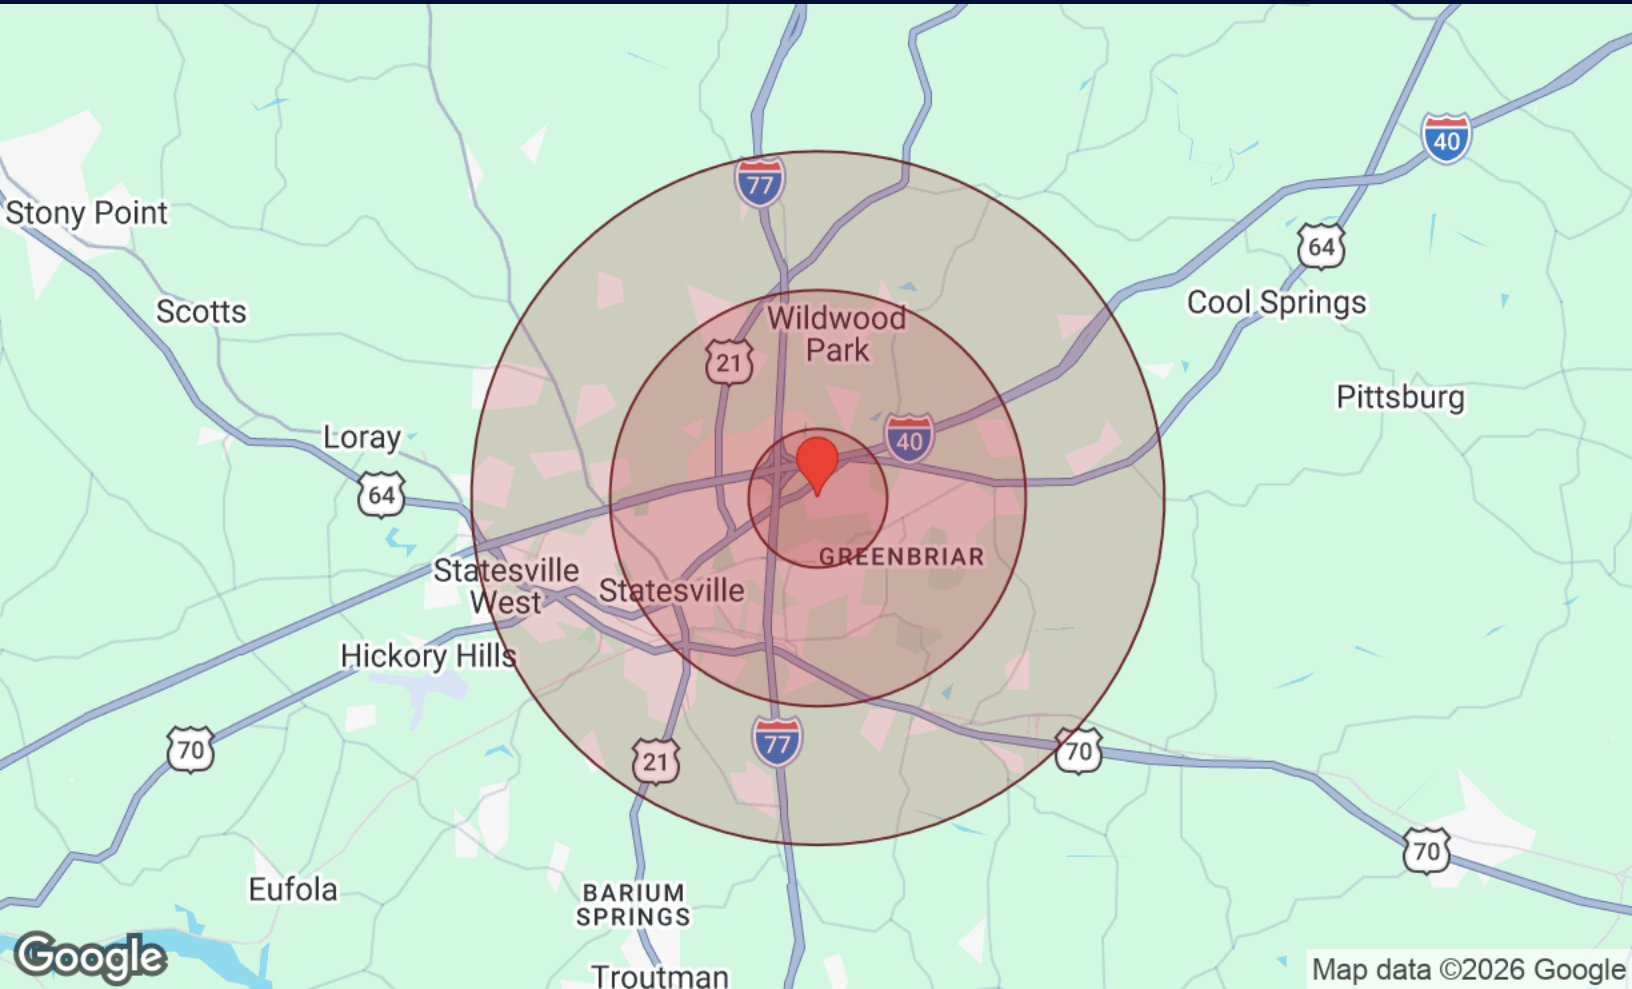 77
40
Stony Point
64
Cool Springs
Scotts
Wildwood
Park
21
Pittsburg
Loray
40
64
GREENBRIAR
Statesville
West
Statesville
Hickory Hills
70
21
77
70
70
Eufola
BARIUM
SPRINGS
Troutman
Google
Map data ©2026 Google